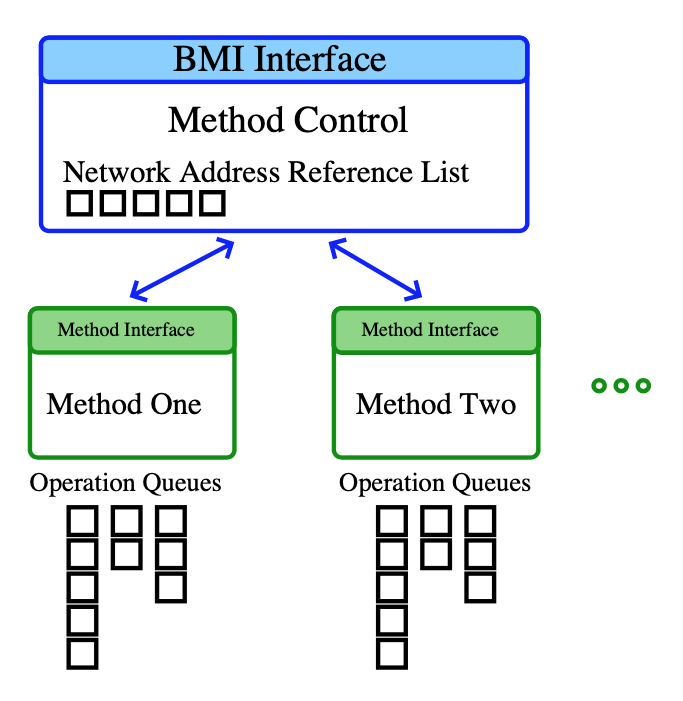 BMI Interface
Method Control
Network Address Reference List
Method Interface
Method One
Operation Queues
Method Interface
Method Two
Operation Queues